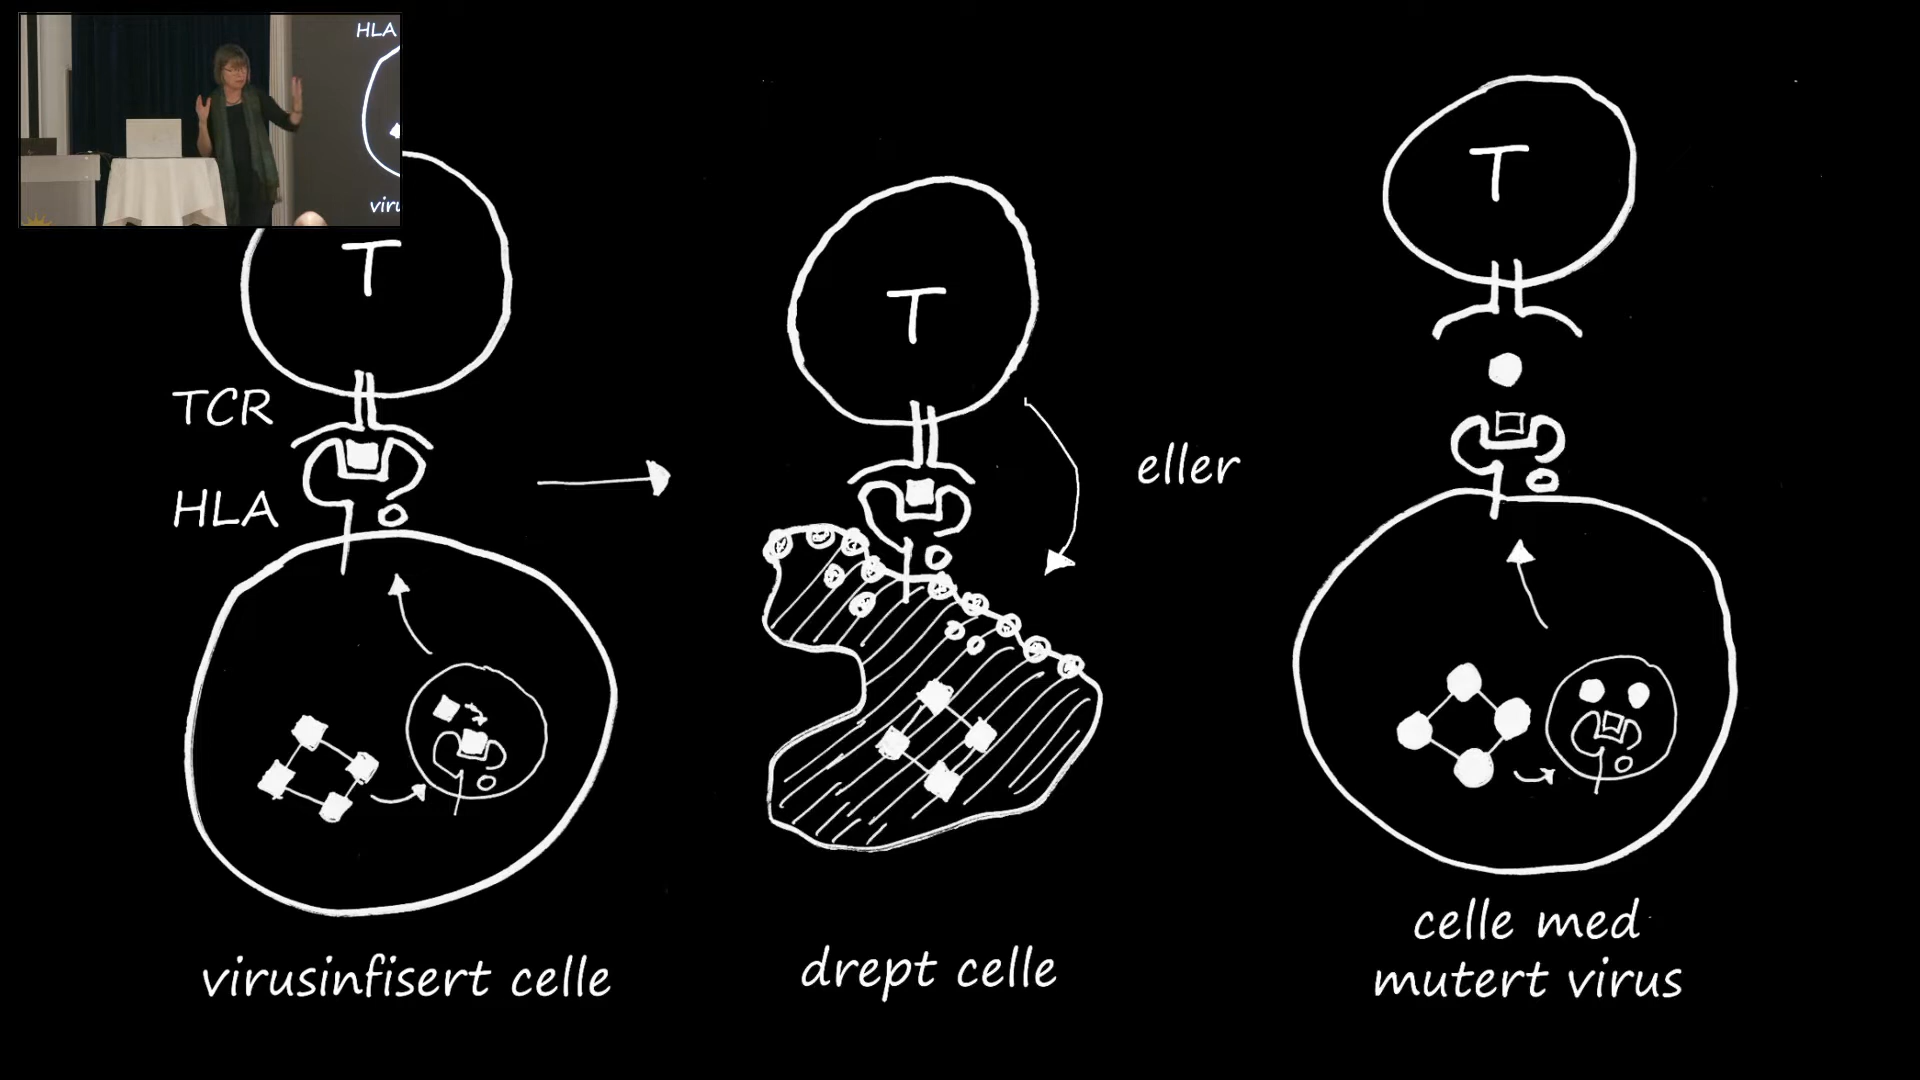 HLA
T
TCR
HLA
virusinfisert celle
T
drept celle
eller
T
celle med
mutert virus